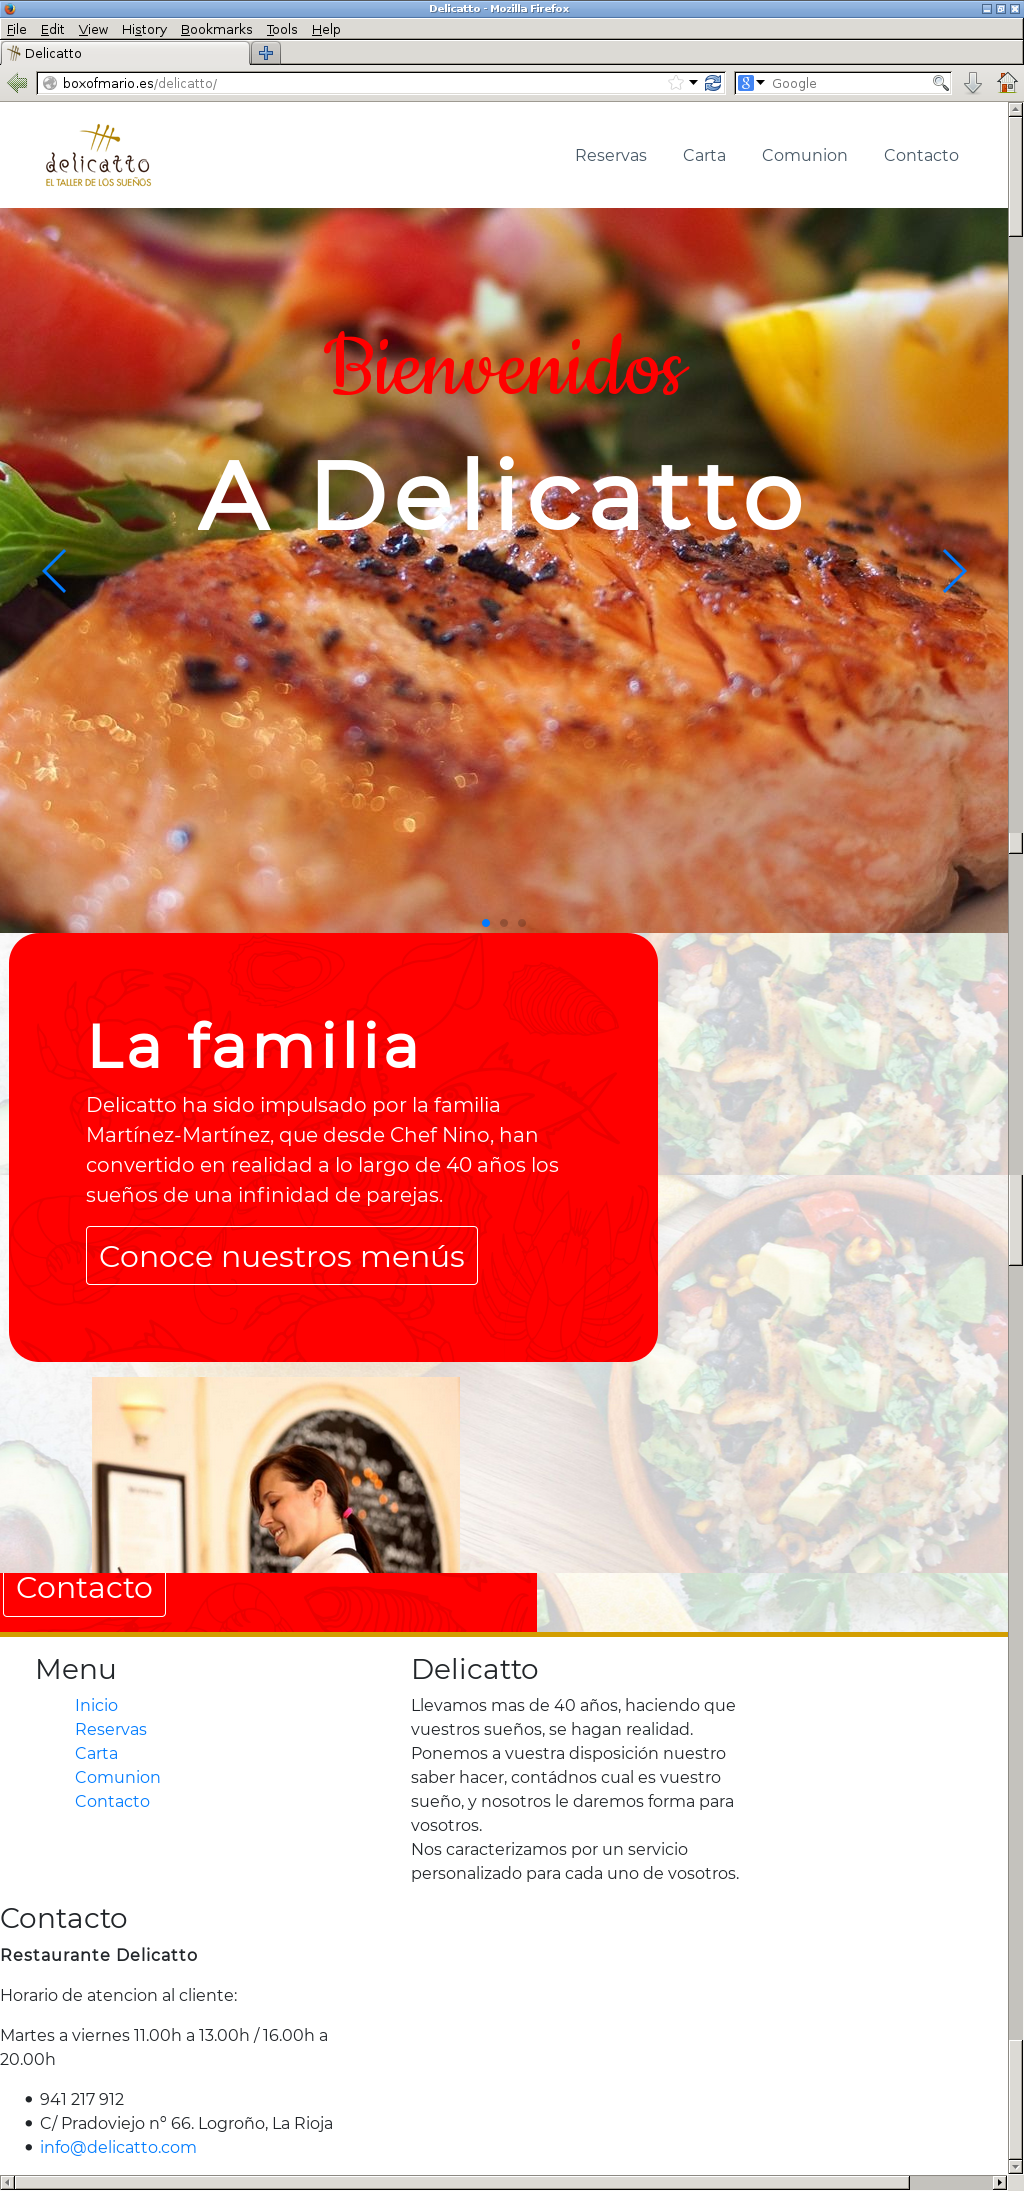 Delicatto - Mozilla Firefox
File Edit View History Bookmarks Tools Help
Delicatto
boxofmario.es/delicatto/
Google
delicatto
EL TALLER DE LOS SUEÑOS
Reservas Carta Comunion Contacto
Bienvenidos
A Delicatto
La familia
Delicatto ha sido impulsado por la familia
Martínez-Martínez, que desde Chef Nino, han
convertido en realidad a lo largo de 40 años los
sueños de una infinidad de parejas.
Conoce nuestros menús
Contacto
Menu
Inicio
Reservas
Carta
Comunion
Contacto
Delicatto
Llevamos mas de 40 años, haciendo que
vuestros sueños, se hagan realidad.
Ponemos a vuestra disposición nuestro
saber hacer, contádnos cual es vuestro
sueño, y nosotros le daremos forma para
vosotros.
Nos caracterizamos por un servicio
personalizado para cada uno de vosotros.
Contacto
Restaurante Delicatto
Horario de atencion al cliente:
Martes a viernes 11.00h a 13.00h / 16.00h a
20.00h
941 217 912
C/ Pradoviejo nº 66. Logroño, La Rioja
info@delicatto.com